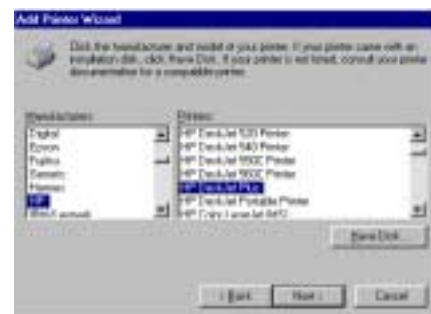 Add Printer Wizard
Click the manufacturer and model of your printer. If your printer came with an
installation disk, click Have Disk. If your printer is not listed, consult your printer
documentation for a compatible printer.
Manufacturers:
Printers:
Digital
Epson
Fujitsu
Generic
Hermes
HP
HP DeskJet 520 Printer
HP DeskJet 540 Printer
HP DeskJet 550C Printer
HP DeskJet 560C Printer
HP DeskJet Plus
HP DeskJet Portable Printer
Have Disk...
< Back
Next >
Cancel